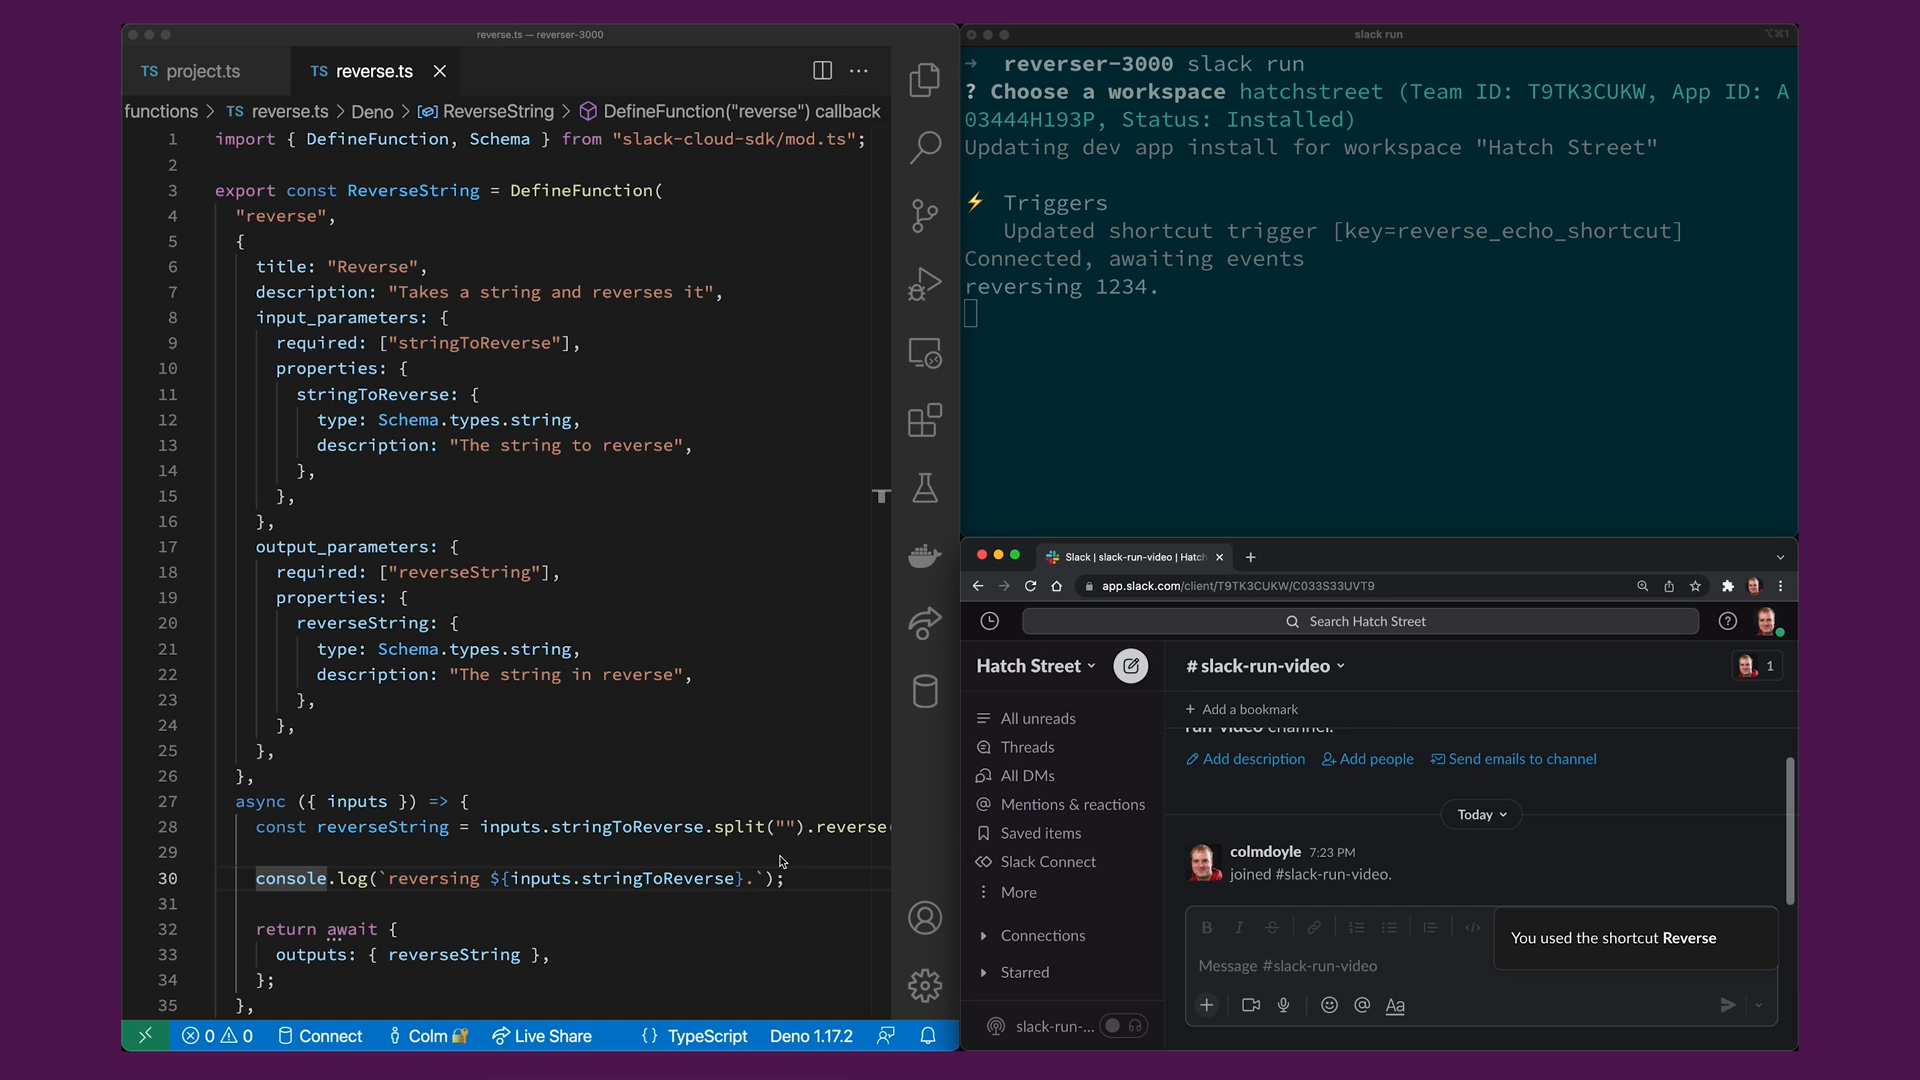 reverse.ts — reverser-3000
TS project.ts
TS reverse.ts
functions > TS reverse.ts > Deno > ReverseString > DefineFunction("reverse") callback
1 import { DefineFunction, Schema } from "slack-cloud-sdk/mod.ts";
2
3 export const ReverseString = DefineFunction(
4 "reverse",
5 {
6 title: "Reverse",
7 description: "Takes a string and reverses it",
8 input_parameters: {
9 required: ["stringToReverse"],
10 properties: {
11 stringToReverse: {
12 type: Schema.types.string,
13 description: "The string to reverse",
14 },
15 },
16 },
17 output_parameters: {
18 required: ["reverseString"],
19 properties: {
20 reverseString: {
21 type: Schema.types.string,
22 description: "The string in reverse",
23 },
24 },
25 },
26 },
27 async ({ inputs }) => {
28 const reverseString = inputs.stringToReverse.split("").reverse
29
30 console.log(`reversing ${inputs.stringToReverse}.`);
31
32 return await {
33 outputs: { reverseString },
34 };
35 },
0 0 Connect Colm Live Share {} TypeScript Deno 1.17.2
slack run
⌥⌘1
→ reverser-3000 slack run
? Choose a workspace hatchstreet (Team ID: T9TK3CUKW, App ID: A
03444H193P, Status: Installed)
Updating dev app install for workspace "Hatch Street"
⚡ Triggers
Updated shortcut trigger [key=reverse_echo_shortcut]
Connected, awaiting events
reversing 1234.
Slack | slack-run-video | Hatch
app.slack.com/client/T9TK3CUKW/C033S33UVT9
Search Hatch Street
Hatch Street
All unreads
Threads
All DMs
Mentions & reactions
Saved items
Slack Connect
More
Connections
Starred
slack-run-...
# slack-run-video
1
+ Add a bookmark
run-video channel.
Add description Add people Send emails to channel
Today
colmdoyle 7:23 PM
joined #slack-run-video.
B I S
You used the shortcut Reverse
Message #slack-run-video
Aa